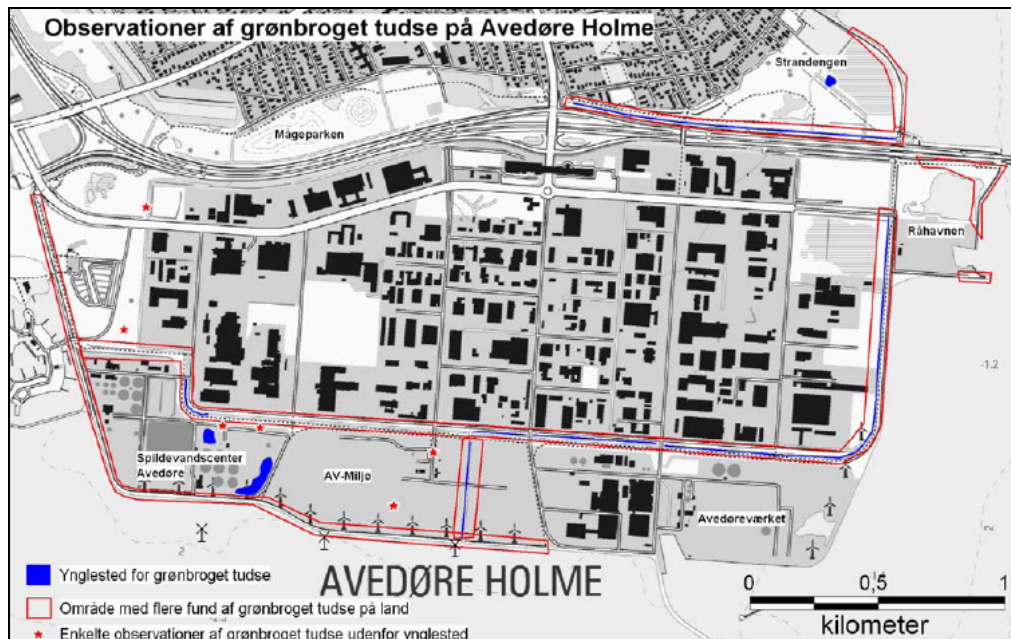 Observationer af grønbroget tudse på Avedøre Holme
Strandengen
Mågeparken
Råhavnen
-1.2
Spildevandscenter
Avedøre
AV-Miljø
Avedøreværket
2
2
AVEDØRE HOLME
Ynglested for grønbroget tudse
Område med flere fund af grønbroget tudse på land
Enkelte observationer af grønbroget tudse udenfor ynglested
0 0,5 1
kilometer